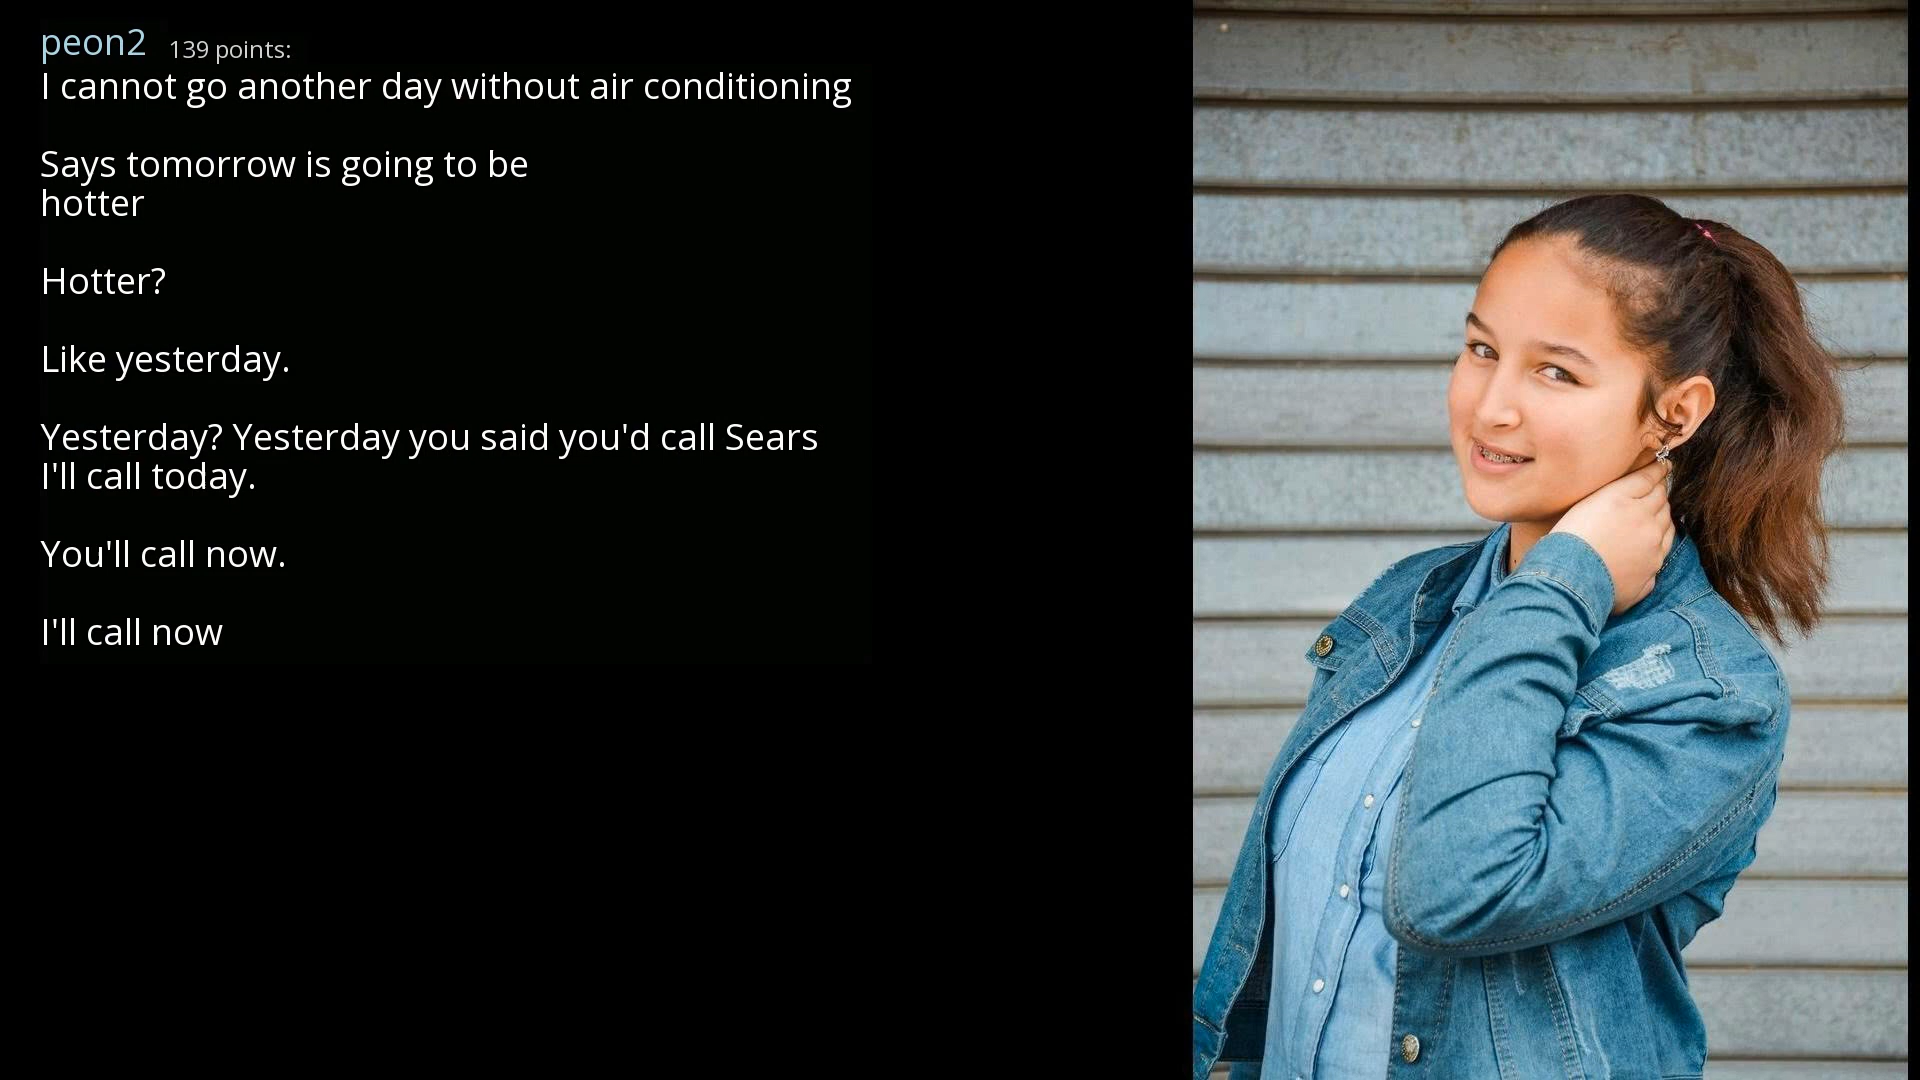 peon2 139 points:
I cannot go another day without air conditioning
Says tomorrow is going to be
hotter
Hotter?
Like yesterday.
Yesterday? Yesterday you said you'd call Sears
I'll call today.
You'll call now.
I'll call now